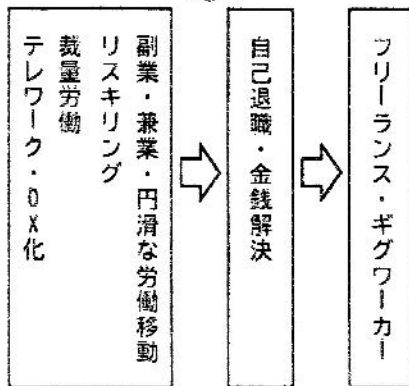 副業・兼業・円滑な労働移動
リスキリング
裁量労働
テレワーク・DX化
自己退職・金銭解決
フリーランス・ギグワーカー